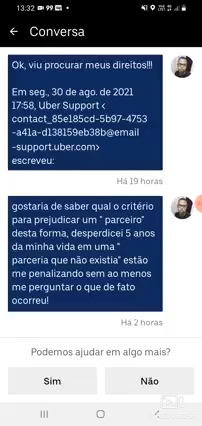 13:32
99
Conversa
Ok, viu procurar meus direitos!!!
Em seg., 30 de ago. de 2021
17:58, Uber Support <
contact_85e185cd-5b97-4753
-a41a-d138159eb38b@email
-support.uber.com>
escreveu:
Há 19 horas
gostaria de saber qual o critério
para prejudicar um " parceiro"
desta forma, desperdicei 5 anos
da minha vida em uma "
parceria que não existia" estão
me penalizando sem ao menos
me perguntar o que de fato
ocorreu!
Há 2 horas
Podemos ajudar em algo mais?
Sim
Não